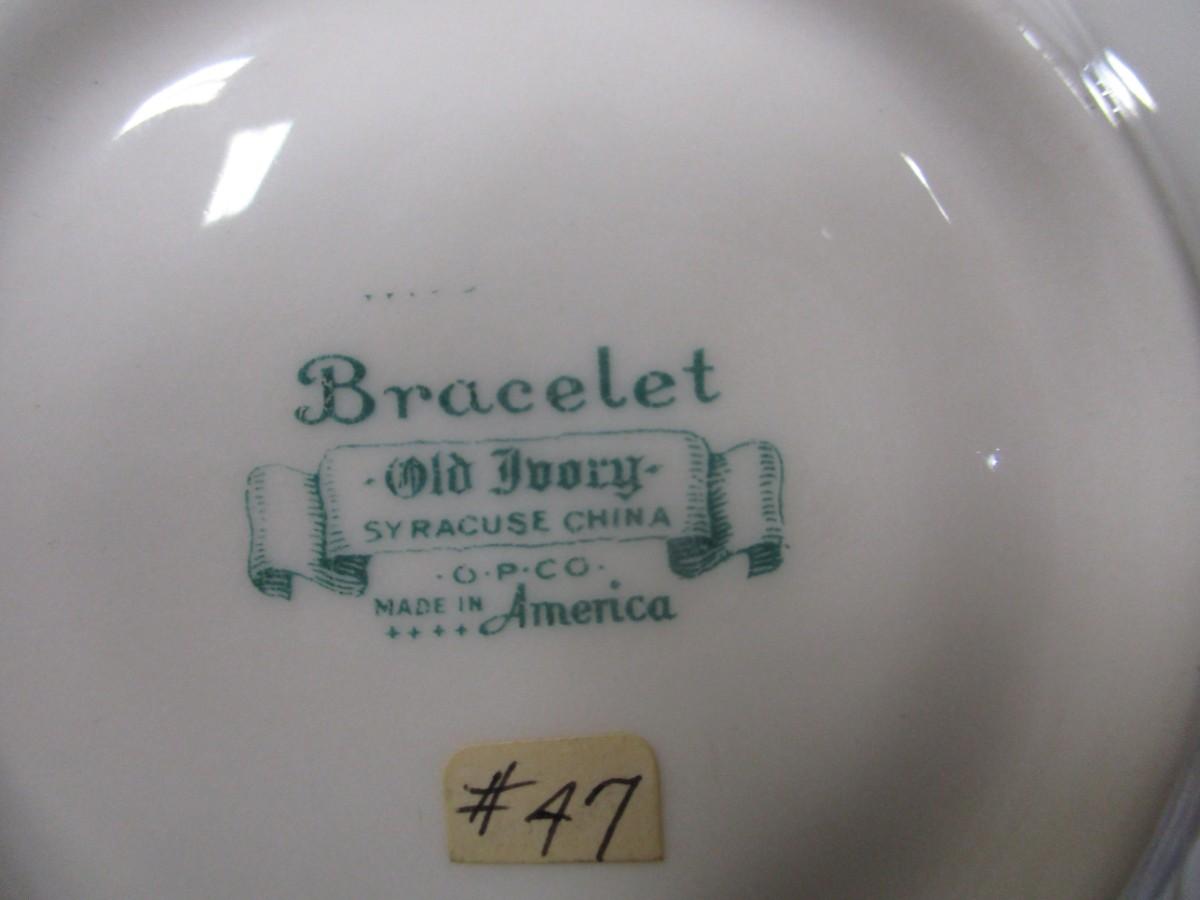 Bracelet
·Old Ivory·
SYRACUSE CHINA
·O·P·CO·
MADE IN America
++++
#47